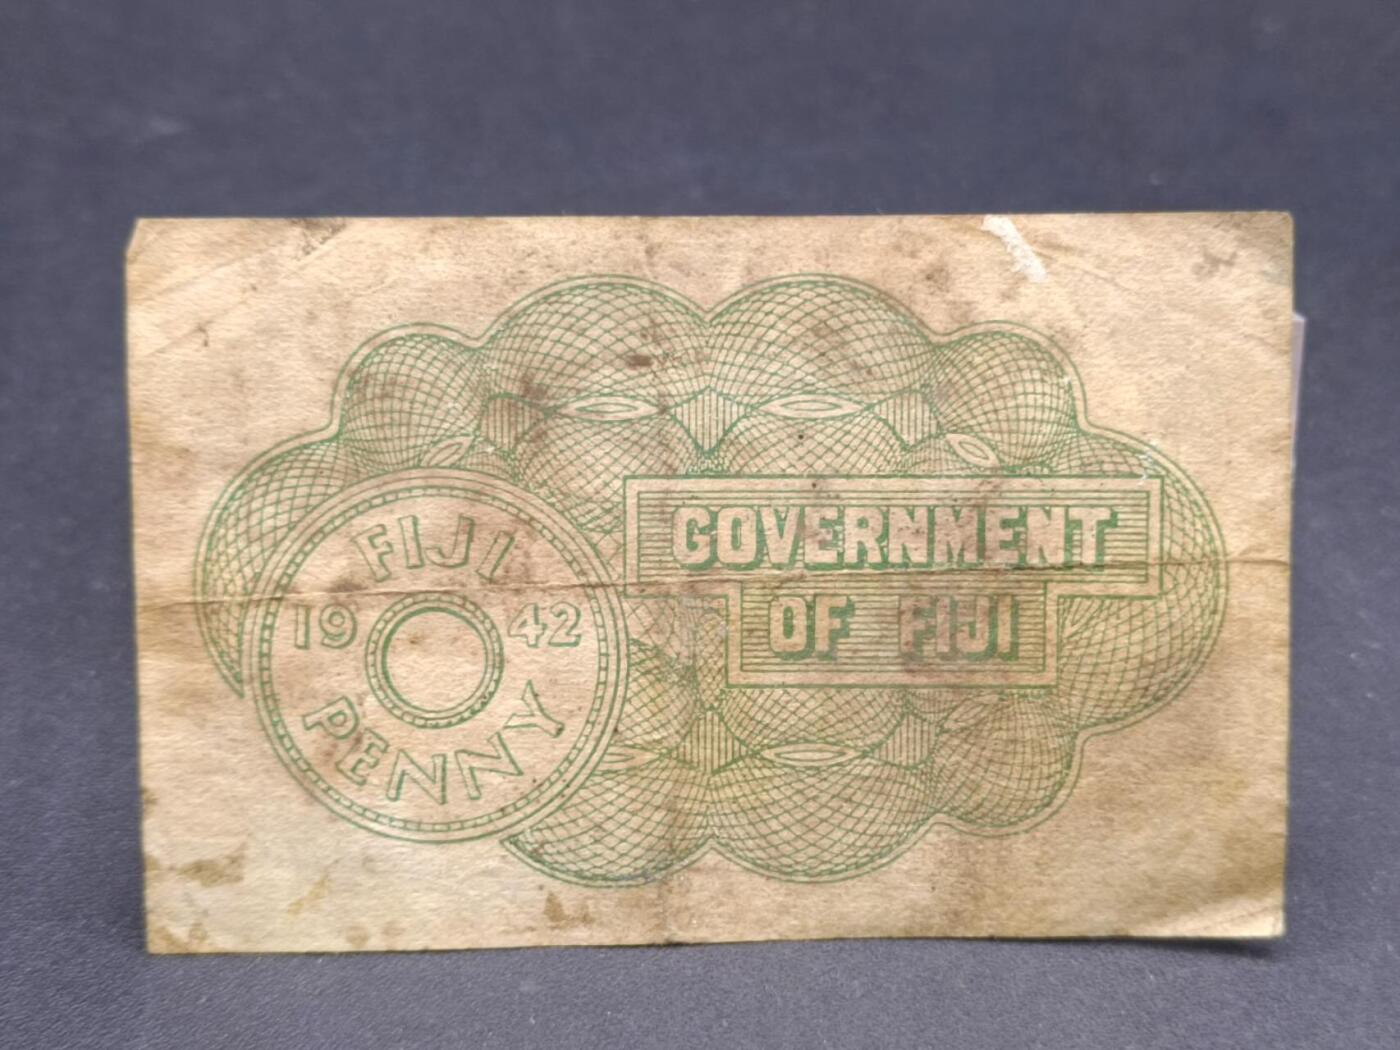 FIJI
19 42
PENNY
GOVERNMENT
OF FIJI